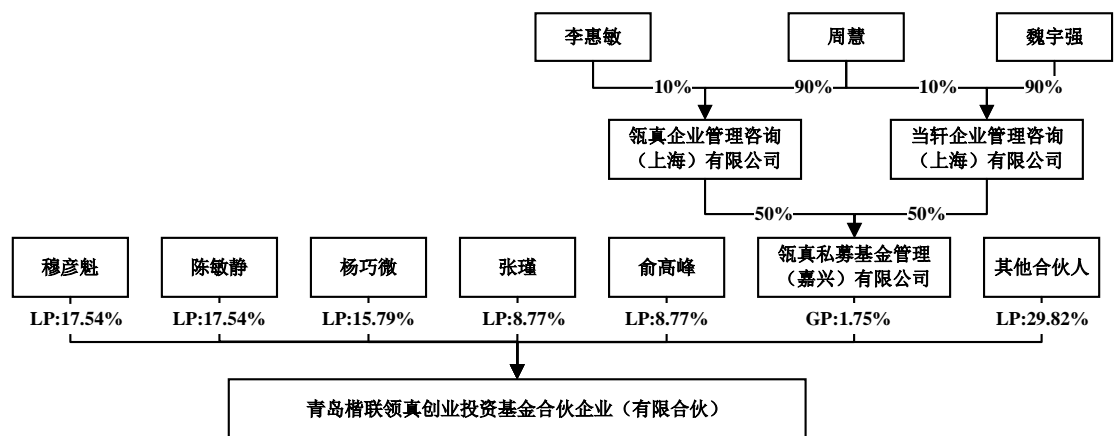 李惠敏
周慧
魏宇强
10%
90%
10%
90%
瓴真企业管理咨询
（上海）有限公司
当轩企业管理咨询
（上海）有限公司
50%
50%
穆彦魁
陈敏静
杨巧微
张瑾
俞高峰
瓴真私募基金管理
（嘉兴）有限公司
其他合伙人
LP:17.54%
LP:17.54%
LP:15.79%
LP:8.77%
LP:8.77%
GP:1.75%
LP:29.82%
青岛楷联领真创业投资基金合伙企业（有限合伙）